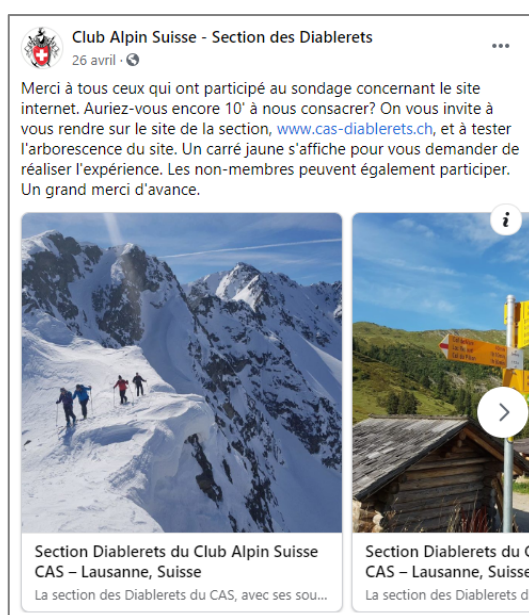 Club Alpin Suisse - Section des Diablerets
26 avril ·
Merci à tous ceux qui ont participé au sondage concernant le site
internet. Auriez-vous encore 10' à nous consacrer? On vous invite à
vous rendre sur le site de la section, www.cas-diablerets.ch, et à tester
l'arborescence du site. Un carré jaune s'affiche pour vous demander de
réaliser l'expérience. Les non-membres peuvent également participer.
Un grand merci d'avance.
Section Diablerets du Club Alpin Suisse
CAS – Lausanne, Suisse
La section des Diablerets du CAS, avec ses sou...
Section Diablerets du C
CAS – Lausanne, Suisse
La section des Diablerets d